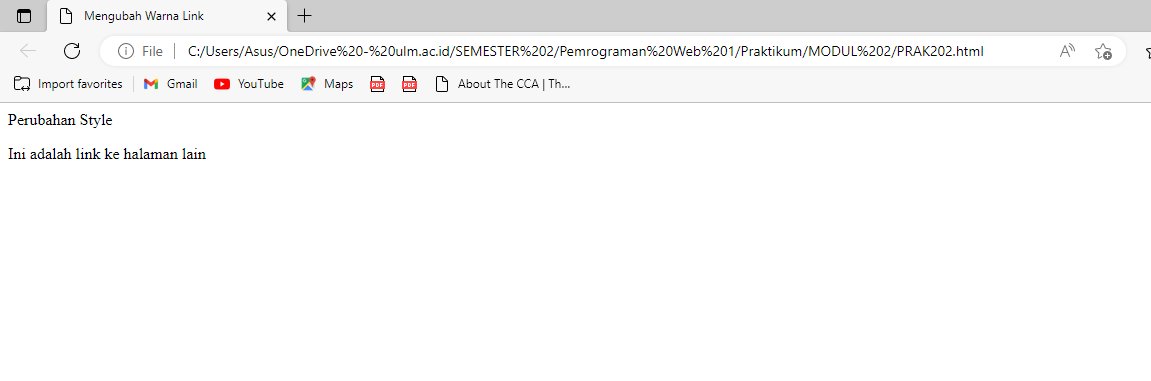 Mengubah Warna Link
File C:/Users/Asus/OneDrive%20-%20ulm.ac.id/SEMESTER%202/Pemrograman%20Web%201/Praktikum/MODUL%202/PRAK202.html A
Import favorites Gmail YouTube Maps PDF PDF About The CCA | Th...
Perubahan Style
Ini adalah link ke halaman lain